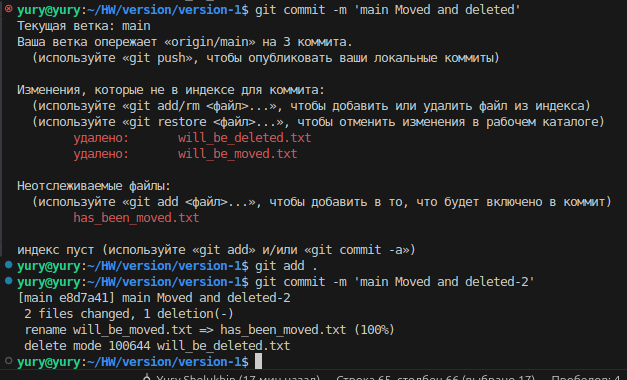 yury@yury:~/HW/version/version-1$ git commit -m 'main Moved and deleted'
Текущая ветка: main
Ваша ветка опережает «origin/main» на 3 коммита.
(используйте «git push», чтобы опубликовать ваши локальные коммиты)
Изменения, которые не в индексе для коммита:
(используйте «git add/rm <файл>...», чтобы добавить или удалить файл из индекса)
(используйте «git restore <файл>...», чтобы отменить изменения в рабочем каталоге)
удалено: will_be_deleted.txt
удалено: will_be_moved.txt
Неотслеживаемые файлы:
(используйте «git add <файл>...», чтобы добавить в то, что будет включено в коммит)
has_been_moved.txt
индекс пуст (используйте «git add» и/или «git commit -a»)
yury@yury:~/HW/version/version-1$ git add .
yury@yury:~/HW/version/version-1$ git commit -m 'main Moved and deleted-2'
[main e8d7a41] main Moved and deleted-2
2 files changed, 1 deletion(-)
rename will_be_moved.txt => has_been_moved.txt (100%)
delete mode 100644 will_be_deleted.txt
yury@yury:~/HW/version/version-1$
Yury Shelukhin (17 мин назад) Строка 65, столбец 66 (выбрано 17) Пробелов: 4